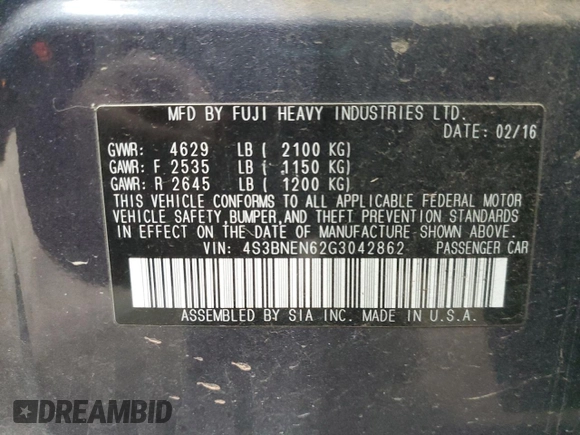 MFD BY FUJI HEAVY INDUSTRIES LTD.
DATE: 02/16
GVWR: 4629 LB ( 2100 KG)
GAWR: F 2535 LB ( 1150 KG)
GAWR: R 2645 LB ( 1200 KG)
THIS VEHICLE CONFORMS TO ALL APPLICABLE FEDERAL MOTOR
VEHICLE SAFETY, BUMPER, AND THEFT PREVENTION STANDARDS
IN EFFECT ON THE DATE OF MANUFACTURE SHOWN ABOVE.
VIN: 4S3BNEN62G3042862 PASSENGER CAR
ASSEMBLED BY SIA INC. MADE IN U.S.A.
DREAMBID